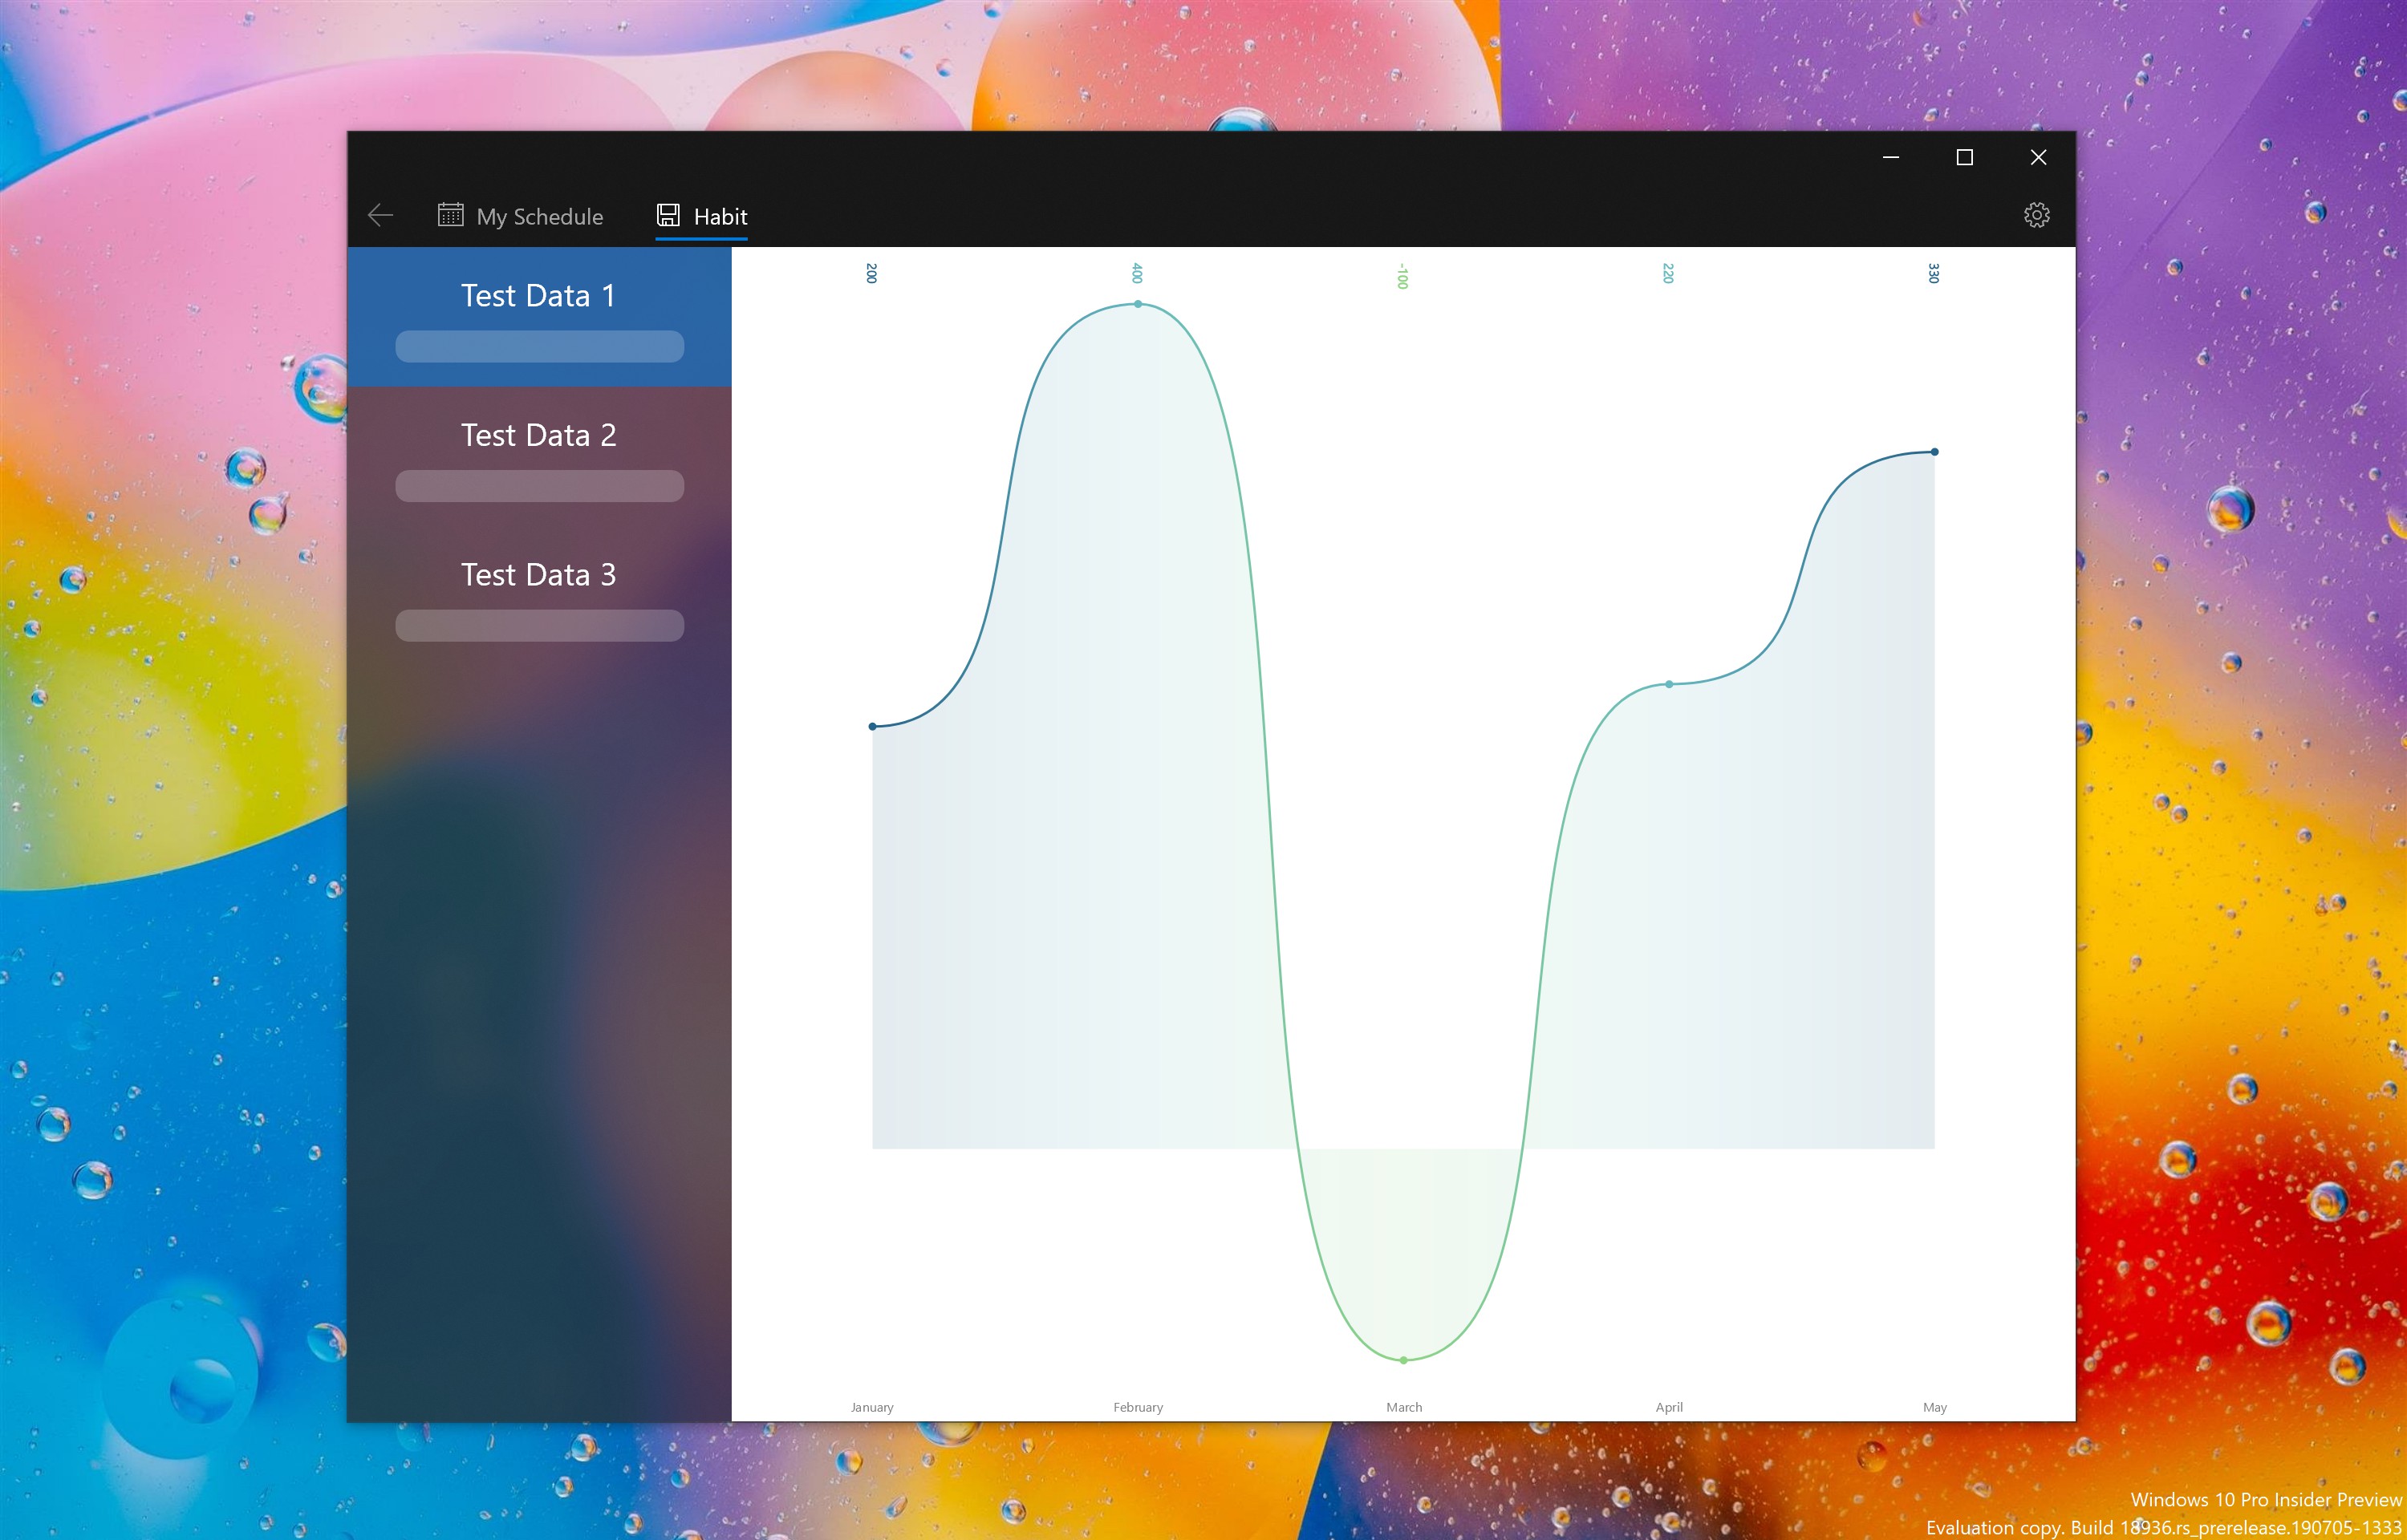 My Schedule
Habit
Test Data 1
Test Data 2
Test Data 3
200
400
-100
220
330
January
February
March
April
May
Windows 10 Pro Insider Preview
Evaluation copy. Build 18936.rs_prerelease.190705-1333